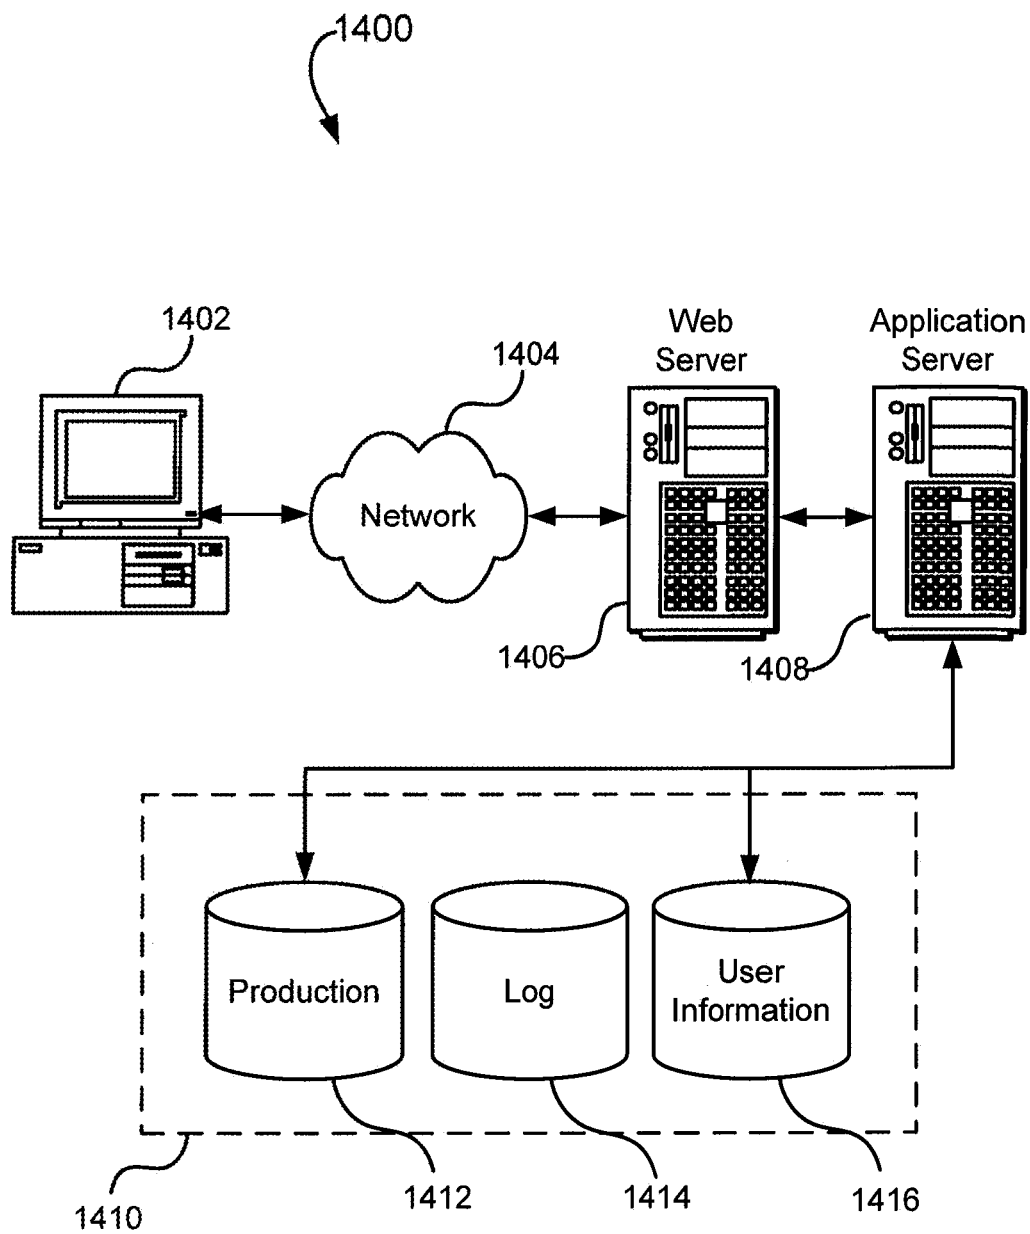 1400
1402
1404
Web
Server
Application
Server
Network
1406
1408
Production
Log
User
Information
1410
1412
1414
1416